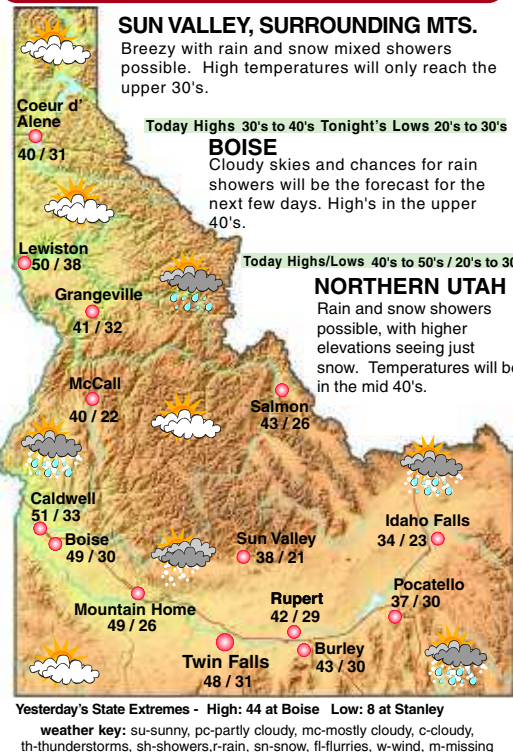 SUN VALLEY, SURROUNDING MTS.
Breezy with rain and snow mixed showers
possible. High temperatures will only reach the
upper 30's.
Today Highs 30's to 40's Tonight's Lows 20's to 30's
BOISE
Cloudy skies and chances for rain
showers will be the forecast for the
next few days. High's in the upper
40's.
Today Highs/Lows 40's to 50's / 20's to 30
NORTHERN UTAH
Rain and snow showers
possible, with higher
elevations seeing just
snow. Temperatures will be
in the mid 40's.
Coeur d'
Alene
40 / 31
Lewiston
50 / 38
Grangeville
41 / 32
McCall
40 / 22
Salmon
43 / 26
Caldwell
51 / 33
Boise
49 / 30
Sun Valley
38 / 21
Idaho Falls
34 / 23
Mountain Home
49 / 26
Rupert
42 / 29
Pocatello
37 / 30
Twin Falls
48 / 31
Burley
43 / 30
Yesterday's State Extremes - High: 44 at Boise Low: 8 at Stanley
weather key: su-sunny, pc-partly cloudy, mc-mostly cloudy, c-cloudy,
th-thunderstorms, sh-showers,r-rain, sn-snow, fl-flurries, w-wind, m-missing